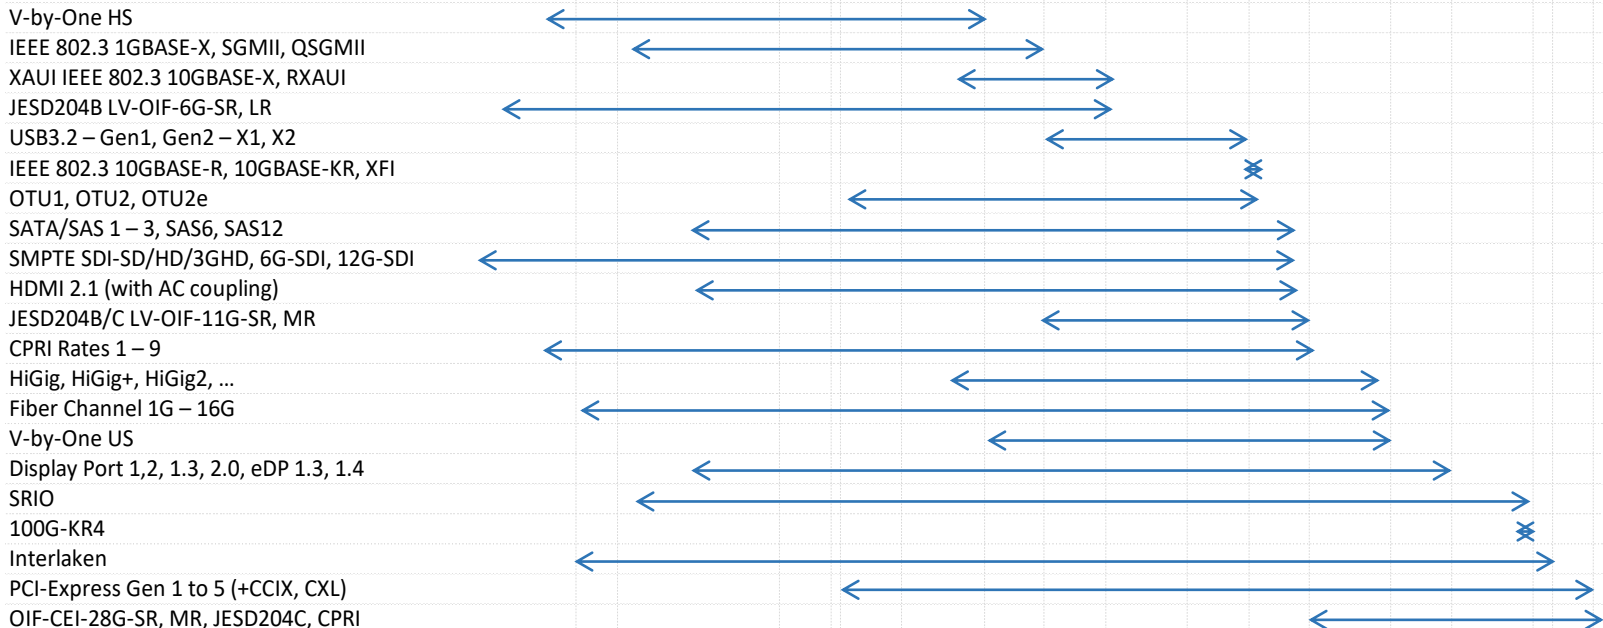 V-by-One HS
IEEE 802.3 1GBASE-X, SGMII, QSGMII
XAUI IEEE 802.3 10GBASE-X, RXAUI
JESD204B LV-OIF-6G-SR, LR
USB3.2 – Gen1, Gen2 – X1, X2
IEEE 802.3 10GBASE-R, 10GBASE-KR, XFI
OTU1, OTU2, OTU2e
SATA/SAS 1 – 3, SAS6, SAS12
SMPTE SDI-SD/HD/3GHD, 6G-SDI, 12G-SDI
HDMI 2.1 (with AC coupling)
JESD204B/C LV-OIF-11G-SR, MR
CPRI Rates 1 – 9
HiGig, HiGig+, HiGig2, ...
Fiber Channel 1G – 16G
V-by-One US
Display Port 1,2, 1.3, 2.0, eDP 1.3, 1.4
SRIO
100G-KR4
Interlaken
PCI-Express Gen 1 to 5 (+CCIX, CXL)
OIF-CEI-28G-SR, MR, JESD204C, CPRI